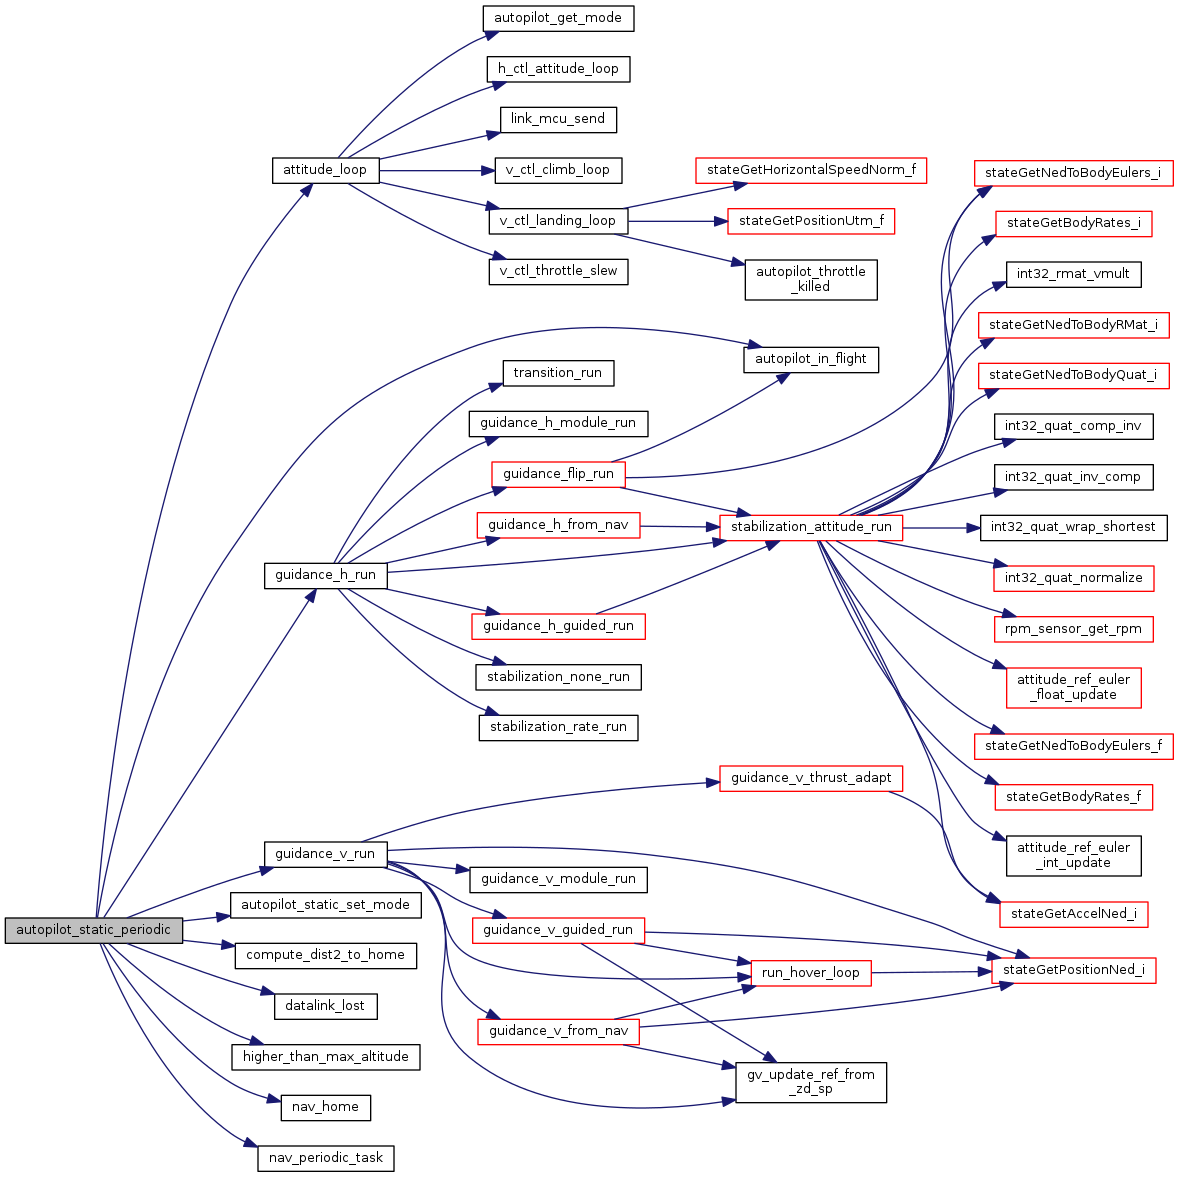 autopilot_get_mode
h_ctl_attitude_loop
link_mcu_send
attitude_loop
v_ctl_climb_loop
v_ctl_landing_loop
v_ctl_throttle_slew
stateGetHorizontalSpeedNorm_f
stateGetPositionUtm_f
autopilot_throttle
_killed
autopilot_in_flight
transition_run
guidance_h_module_run
guidance_flip_run
guidance_h_from_nav
guidance_h_run
guidance_h_guided_run
stabilization_none_run
stabilization_rate_run
stabilization_attitude_run
stateGetNedToBodyEulers_i
stateGetBodyRates_i
int32_rmat_vmult
stateGetNedToBodyRMat_i
stateGetNedToBodyQuat_i
int32_quat_comp_inv
int32_quat_inv_comp
int32_quat_wrap_shortest
int32_quat_normalize
rpm_sensor_get_rpm
attitude_ref_euler
_float_update
stateGetNedToBodyEulers_f
stateGetBodyRates_f
attitude_ref_euler
_int_update
stateGetAccelNed_i
stateGetPositionNed_i
guidance_v_thrust_adapt
guidance_v_run
guidance_v_module_run
guidance_v_guided_run
run_hover_loop
guidance_v_from_nav
gv_update_ref_from
_zd_sp
autopilot_static_periodic
autopilot_static_set_mode
compute_dist2_to_home
datalink_lost
higher_than_max_altitude
nav_home
nav_periodic_task